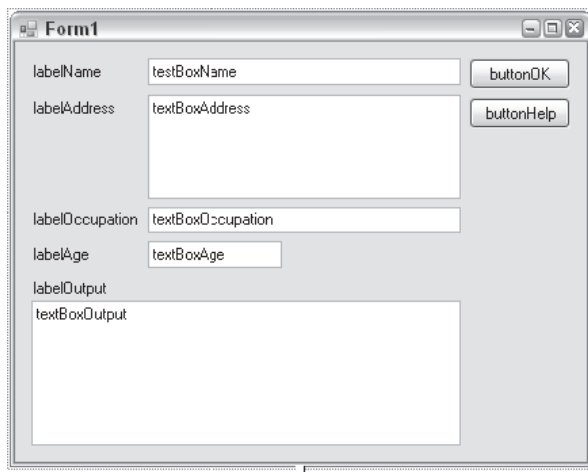 Form1
labelName testBoxName buttonOK
labelAddress textBoxAddress buttonHelp
labelOccupation textBoxOccupation
labelAge textBoxAge
labelOutput
textBoxOutput